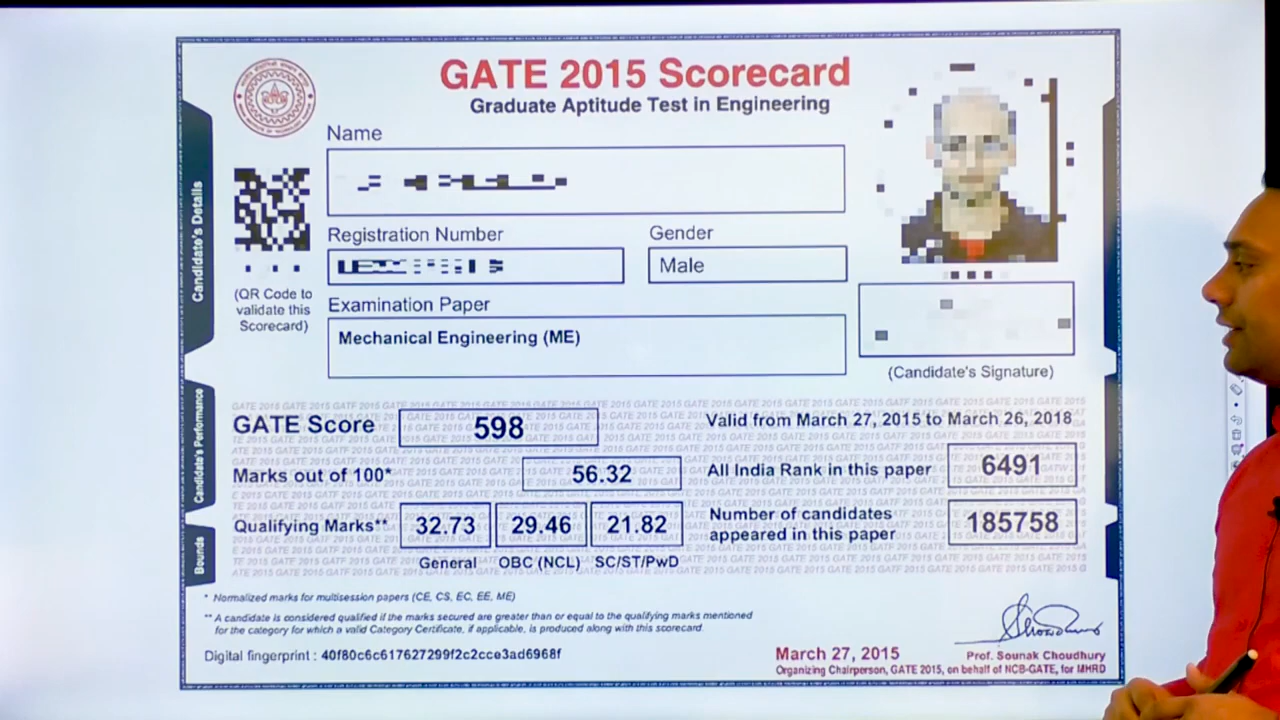 GATE 2015 Scorecard
Graduate Aptitude Test in Engineering
Candidate's Details
Name
Registration Number
Gender
Male
(QR Code to
validate this
Scorecard)
Examination Paper
Mechanical Engineering (ME)
(Candidate's Signature)
Candidate's Performance
GATE Score 598 Valid from March 27, 2015 to March 26, 2018
Marks out of 100* 56.32 All India Rank in this paper 6491
Qualifying Marks** 32.73 29.46 21.82 Number of candidates
appeared in this paper 185758
General OBC (NCL) SC/ST/PwD
Bounds
* Normalized marks for multisession papers (CE, CS, EC, EE, ME)
** A candidate is considered qualified if the marks secured are greater than or equal to the qualifying marks mentioned
for the category for which a valid Category Certificate, if applicable, is produced along with this scorecard.
Digital fingerprint : 40f80c6c617627299f2c2cce3ad6968f
March 27, 2015
Prof. Sounak Choudhury
Organizing Chairperson, GATE 2015, on behalf of NCB-GATE, for MHRD